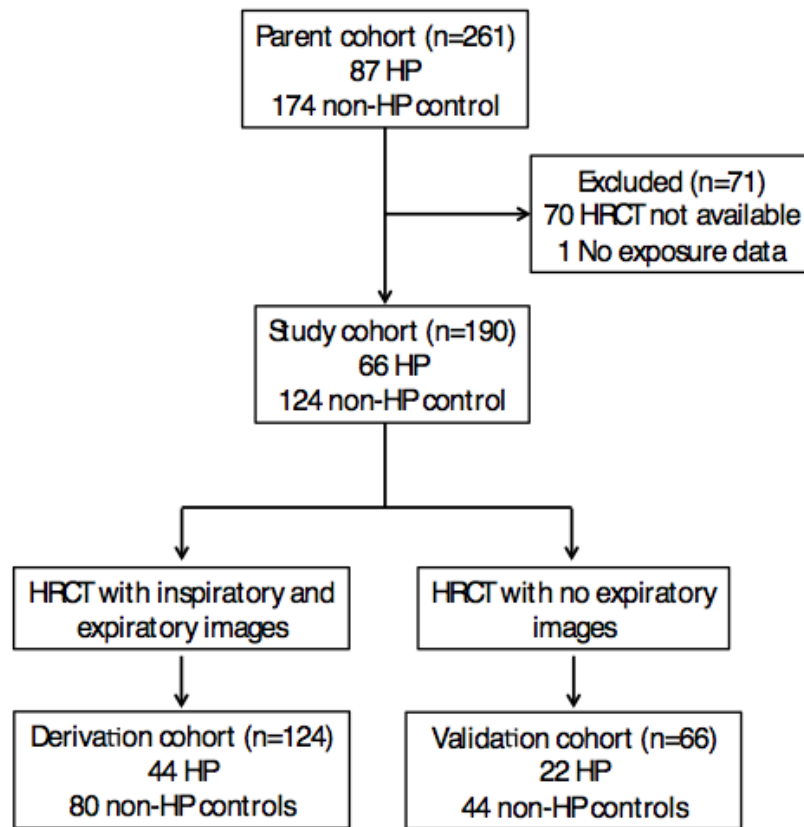 Parent cohort (n=261)
87 HP
174 non-HP control
Excluded (n=71)
70 HRCT not available
1 No exposure data
Study cohort (n=190)
66 HP
124 non-HP control
HRCT with inspiratory and
expiratory images
HRCT with no expiratory
images
Derivation cohort (n=124)
44 HP
80 non-HP controls
Validation cohort (n=66)
22 HP
44 non-HP controls